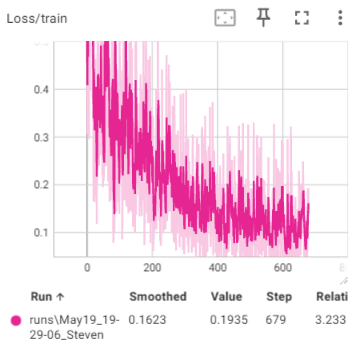 Loss/train
0.4
0.3
0.2
0.1
0 200 400 600
Run ↑ Smoothed Value Step Relati
runs\May19_19- 0.1623 0.1935 679 3.233
29-06_Steven